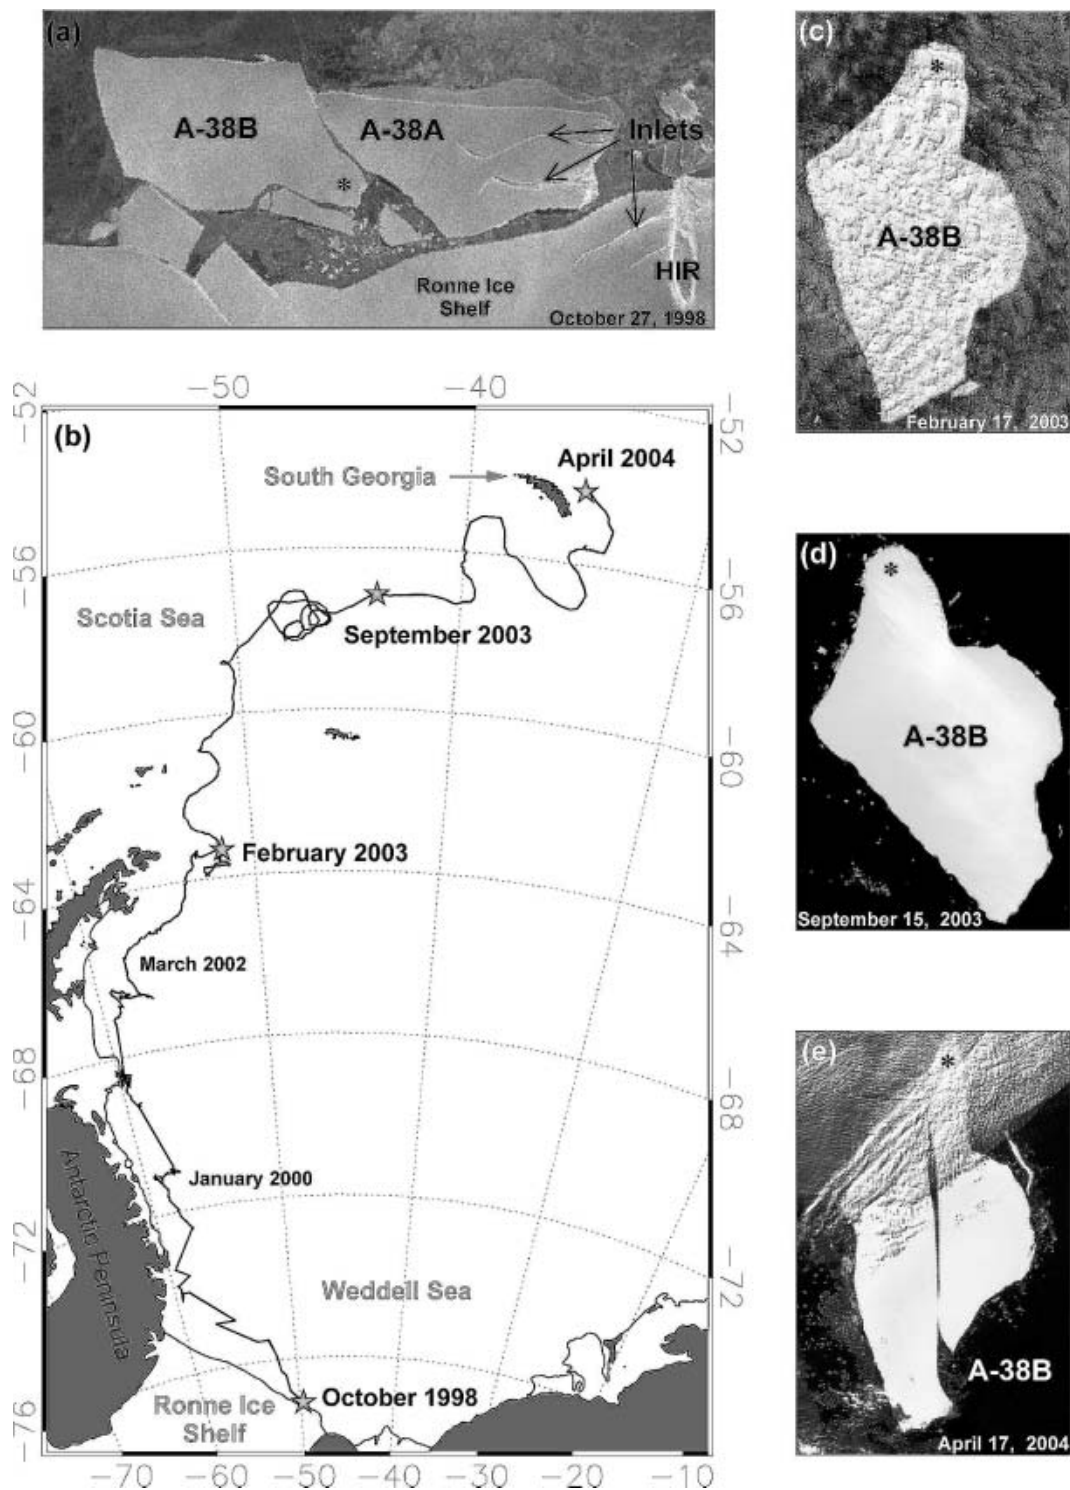 (a)
A-38B
A-38A
Inlets
*
HIR
Ronne Ice
Shelf
October 27, 1998
(c)
*
A-38B
February 17, 2003
−50
−40
−52
−52
(b)
April 2004
South Georgia
−56
−56
Scotia Sea
September 2003
−60
−60
February 2003
−64
−64
March 2002
−68
−68
January 2000
Antarctic Peninsula
−72
−72
Weddell Sea
October 1998
Ronne Ice
Shelf
−76
−70
−60
−50
−40
−30
−20
−10
(d)
*
A-38B
September 15, 2003
(e)
*
A-38B
April 17, 2004